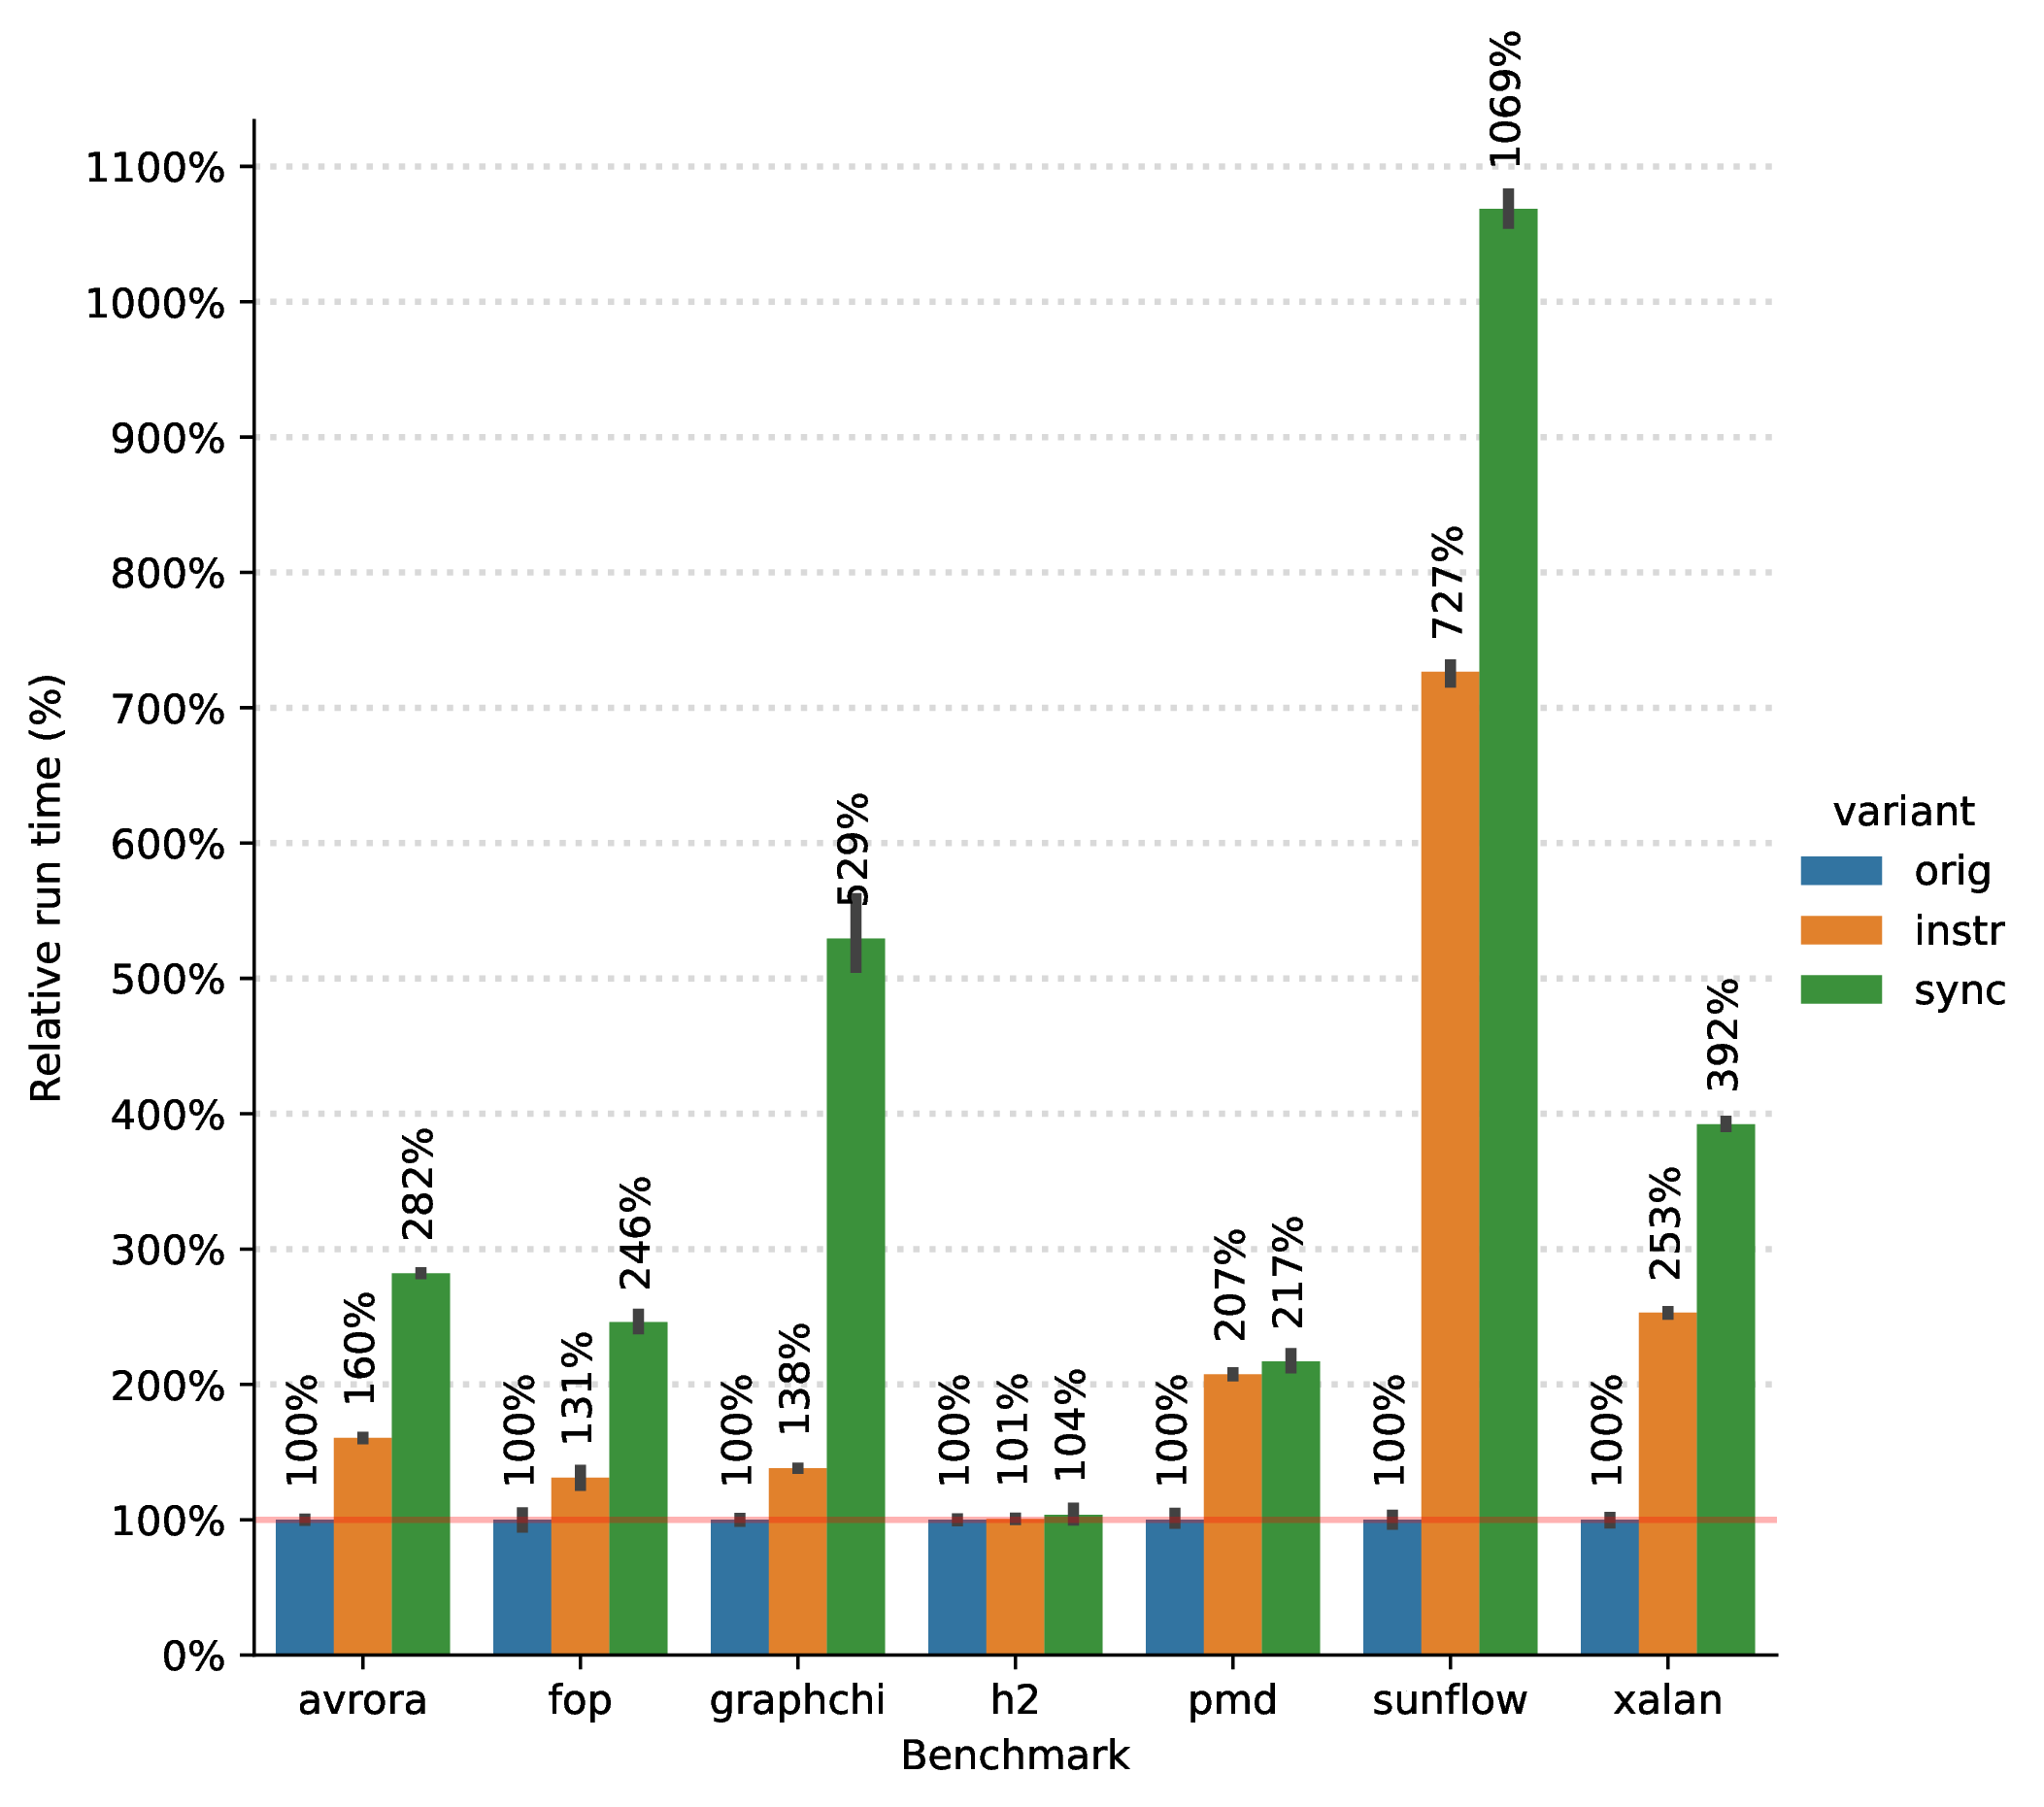 1100%
1000%
900%
800%
700%
600%
500%
400%
300%
200%
100%
0%
Relative run time (%)
100%
160%
282%
100%
131%
246%
100%
138%
529%
100%
101%
104%
100%
207%
217%
100%
727%
1069%
100%
253%
392%
avrora
fop
graphchi
h2
pmd
sunflow
xalan
Benchmark
variant
orig
instr
sync